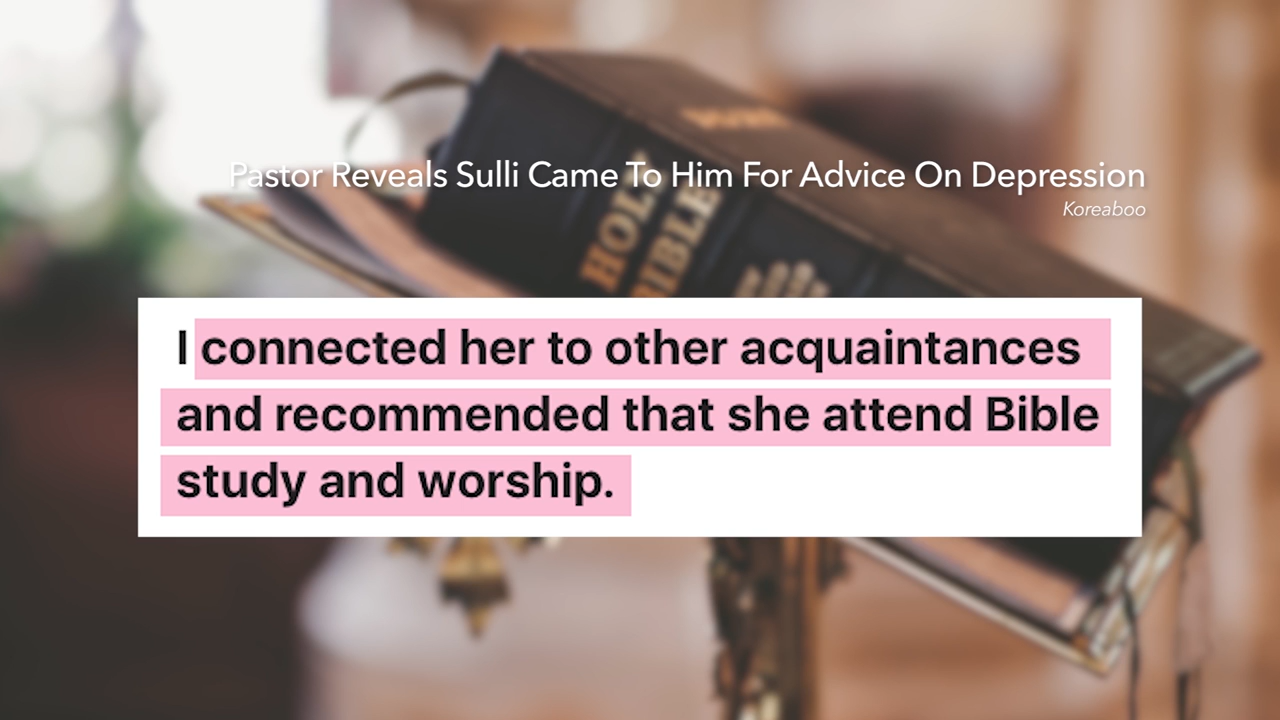 Pastor Reveals Sulli Came To Him For Advice On Depression
Koreaboo
HOLY
BIBLE
I connected her to other acquaintances
and recommended that she attend Bible
study and worship.